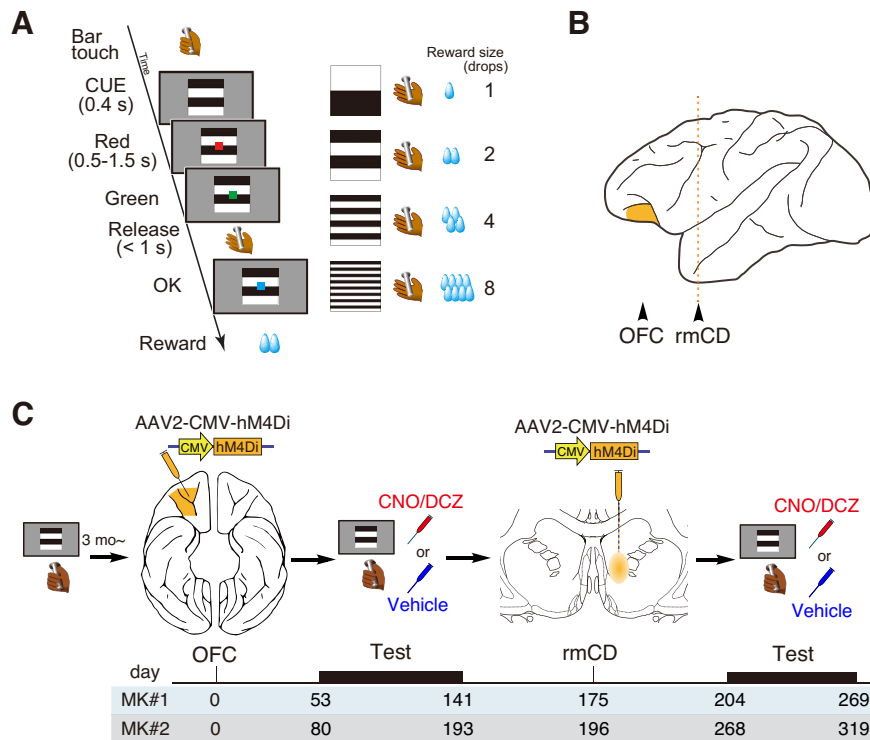 A
Bar
touch
Time
CUE
(0.4 s)
Red
(0.5-1.5 s)
Green
Release
(< 1 s)
OK
Reward
Reward size
(drops)
1
2
4
8
B
OFC rmCD
C
AAV2-CMV-hM4Di
CMV hM4Di
3 mo~
CNO/DCZ
or
Vehicle
AAV2-CMV-hM4Di
CMV hM4Di
CNO/DCZ
or
Vehicle
day OFC Test rmCD Test
MK#1 0 53 141 175 204 269
MK#2 0 80 193 196 268 319